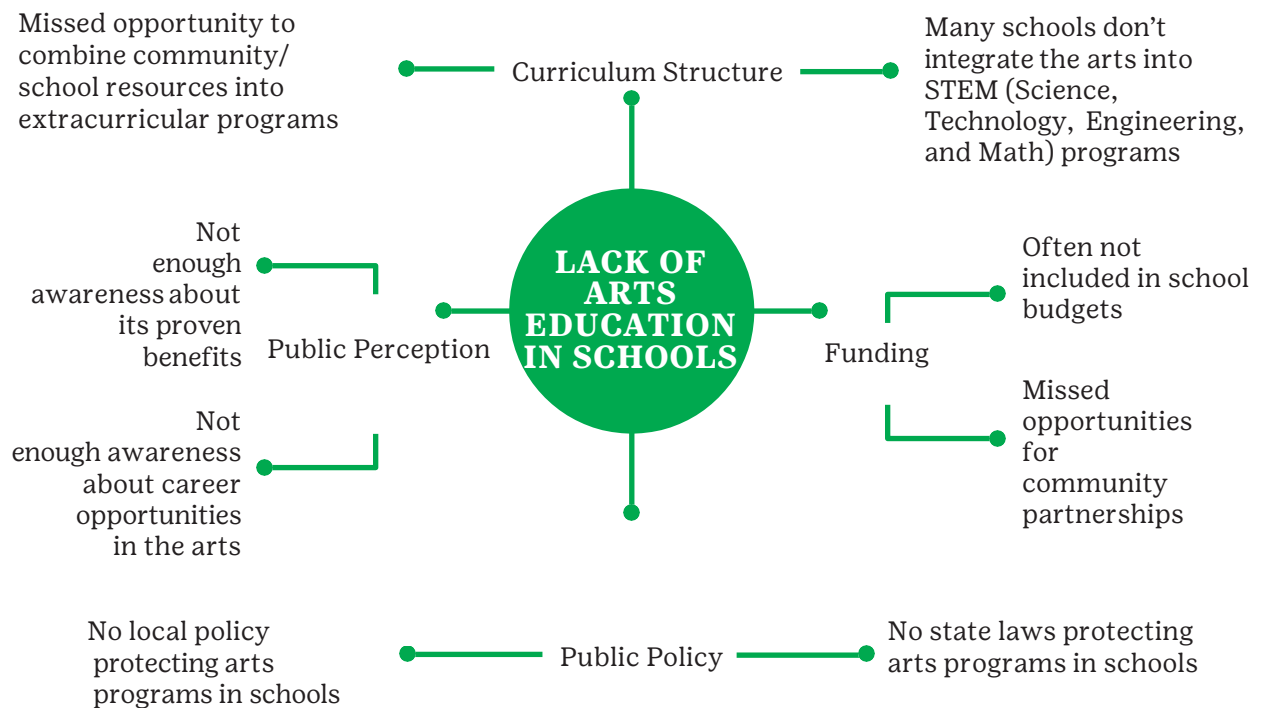 Missed opportunity to
combine community/
school resources into
extracurricular programs
Curriculum Structure
Many schools don't
integrate the arts into
STEM (Science,
Technology, Engineering,
and Math) programs
Not
enough
awareness about
its proven
benefits
Public Perception
Not
enough awareness
about career
opportunities
in the arts
LACK OF
ARTS
EDUCATION
IN SCHOOLS
Funding
Often not
included in school
budgets
Missed
opportunities
for
community
partnerships
No local policy
protecting arts
programs in schools
Public Policy
No state laws protecting
arts programs in schools